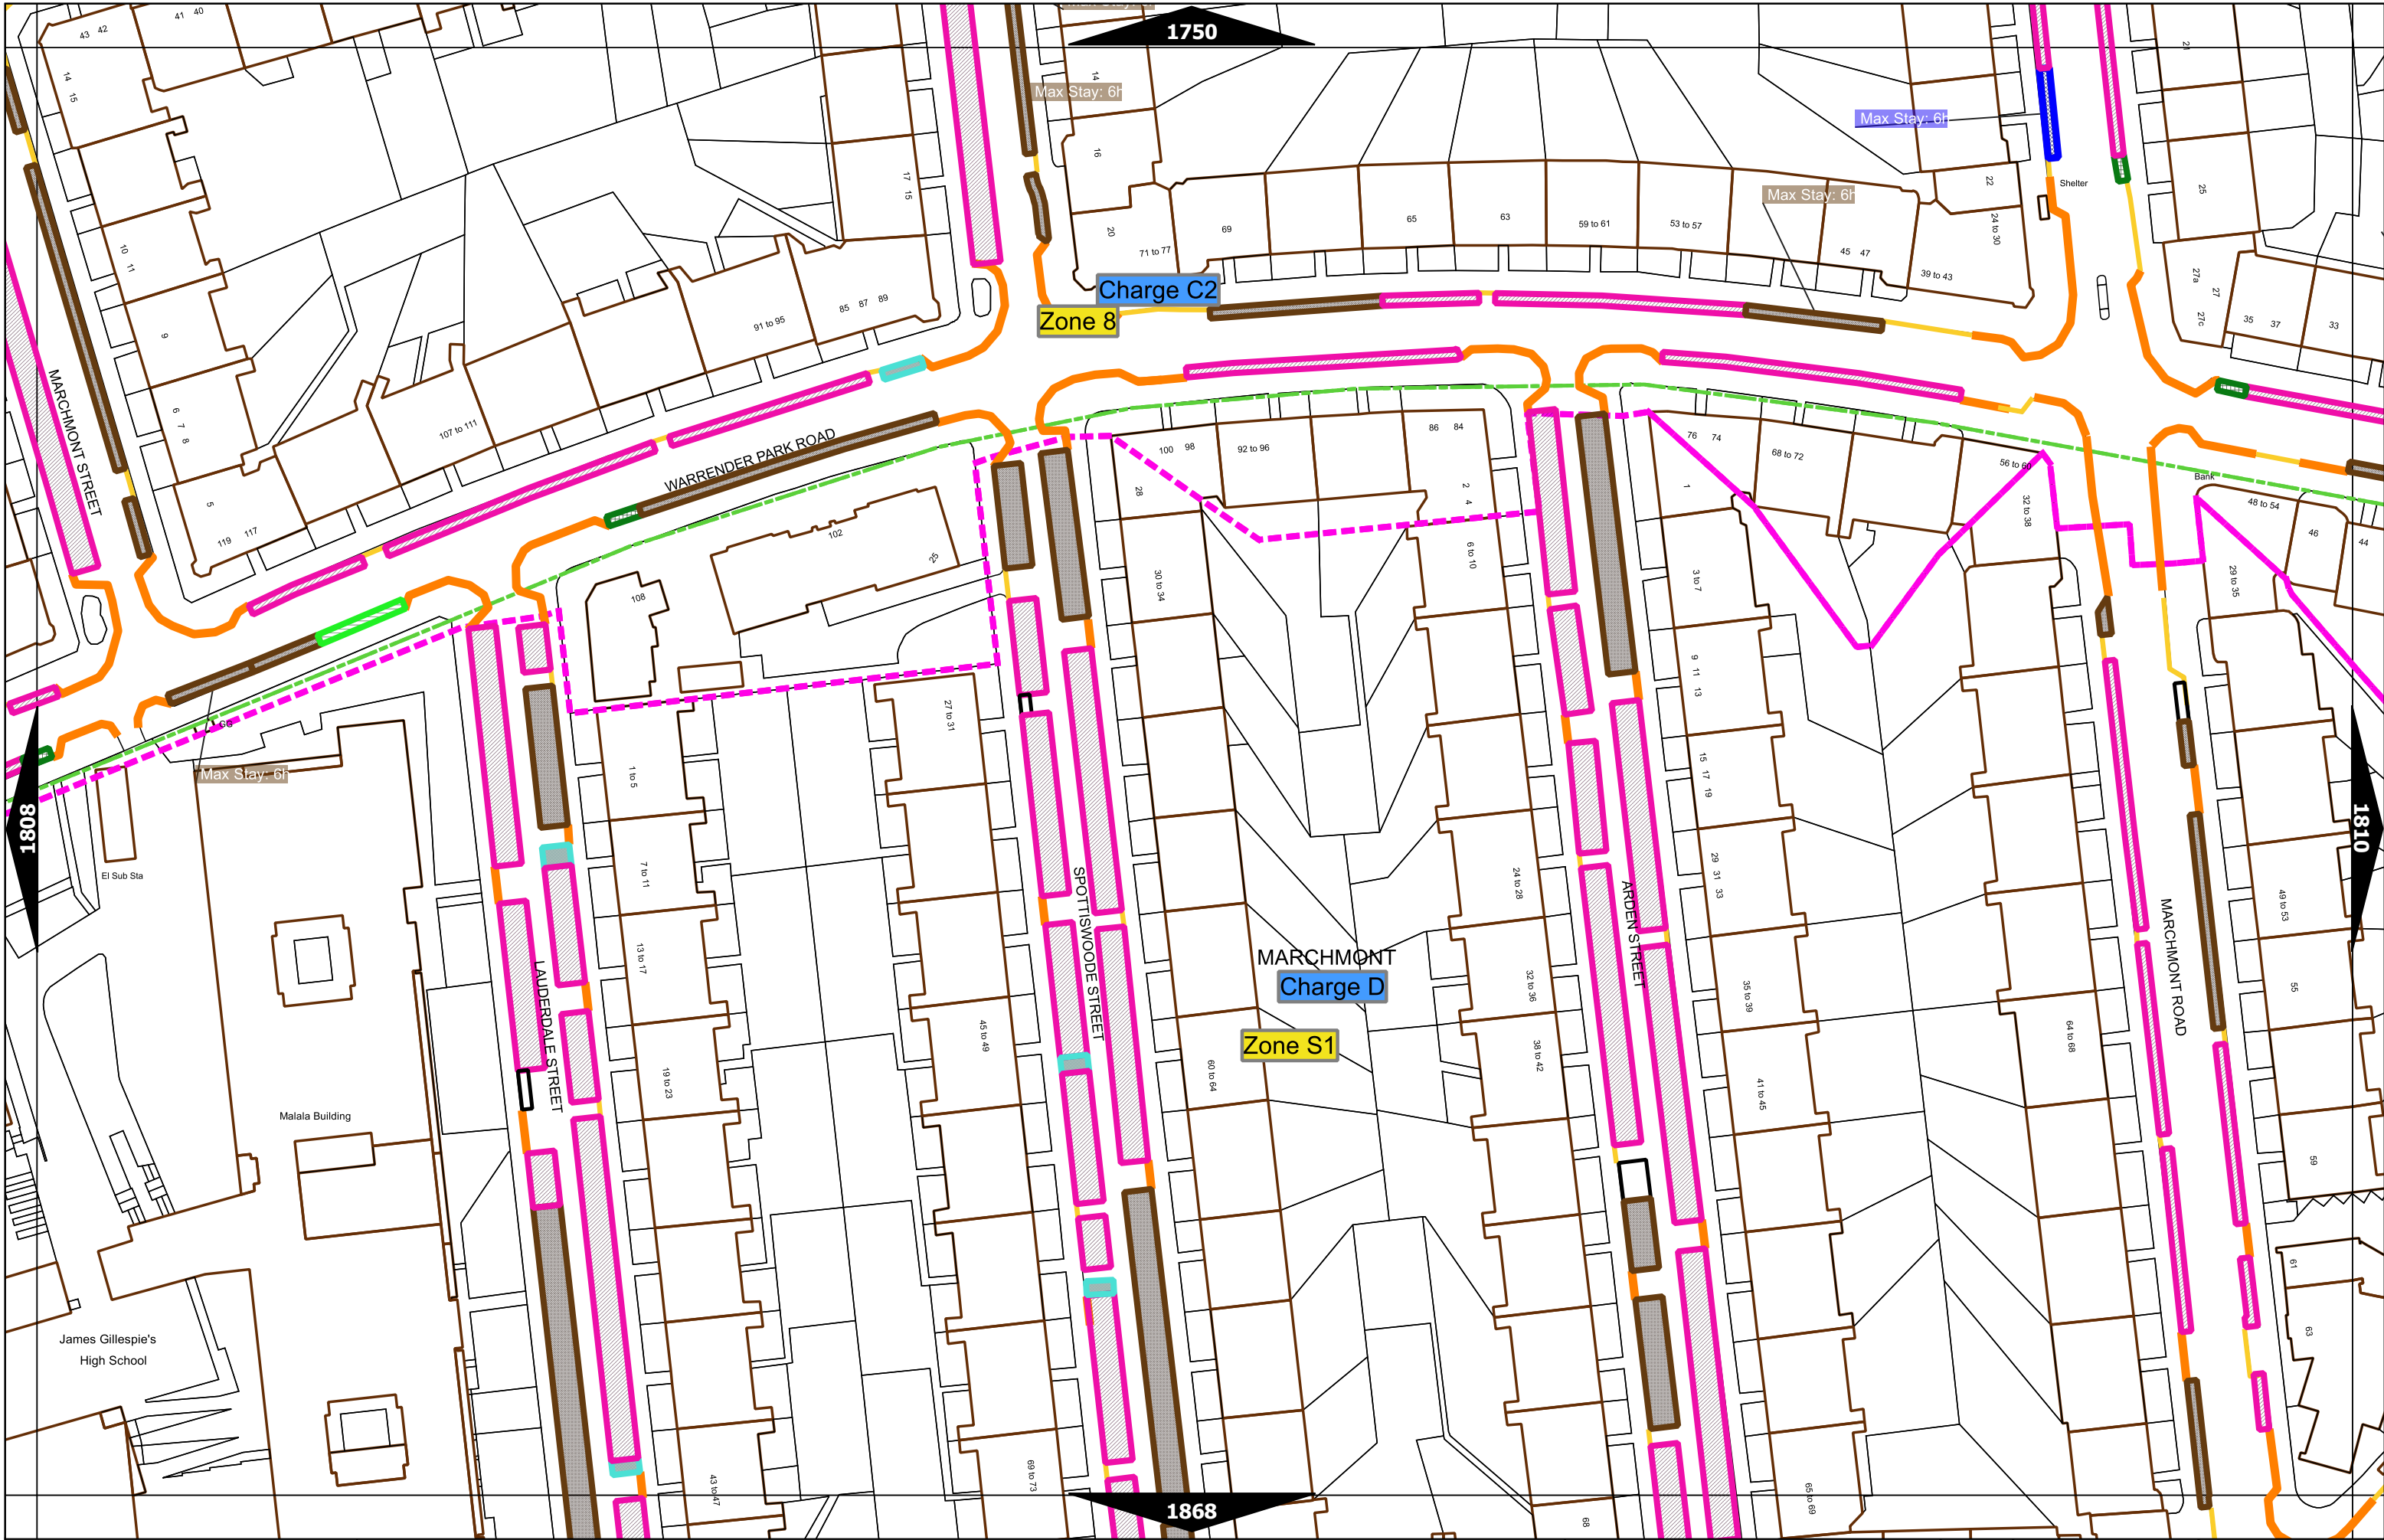 1750
43 42
41 40
14 15
14
Max Stay: 6h
16
17 15
20
71 to 77
69
65
63
59 to 61
53 to 57
Max Stay: 6h
45 47
39 to 43
22
24 to 30
Max Stay: 6h
Shelter
21
25
27a
27
27c
35 37
33
Charge C2
Zone 8
10 11
9
6 7 8
5
119 117
107 to 111
91 to 95
85 87 89
MARCHMONT STREET
WARRENDER PARK ROAD
102
25
108
100 98
92 to 96
86 84
28
2 4
6 to 10
30 to 34
76 74
68 to 72
56 to 60
32 to 38
1
3 to 7
9 11 13
15 17 19
29 31 33
Bank
48 to 54
46
44
29 to 35
CG
Max Stay: 6h
El Sub Sta
1808
1810
27 to 31
1 to 5
7 to 11
13 to 17
19 to 23
45 to 49
24 to 28
32 to 36
38 to 42
35 to 39
41 to 45
49 to 53
55
59
61
63
64 to 68
60 to 64
LAUDERDALE STREET
SPOTTISWOODE STREET
ARDEN STREET
MARCHMONT ROAD
MARCHMONT
Charge D
Zone S1
Malala Building
James Gillespie's
High School
43 to 47
69 to 73
65 to 69
68
1868